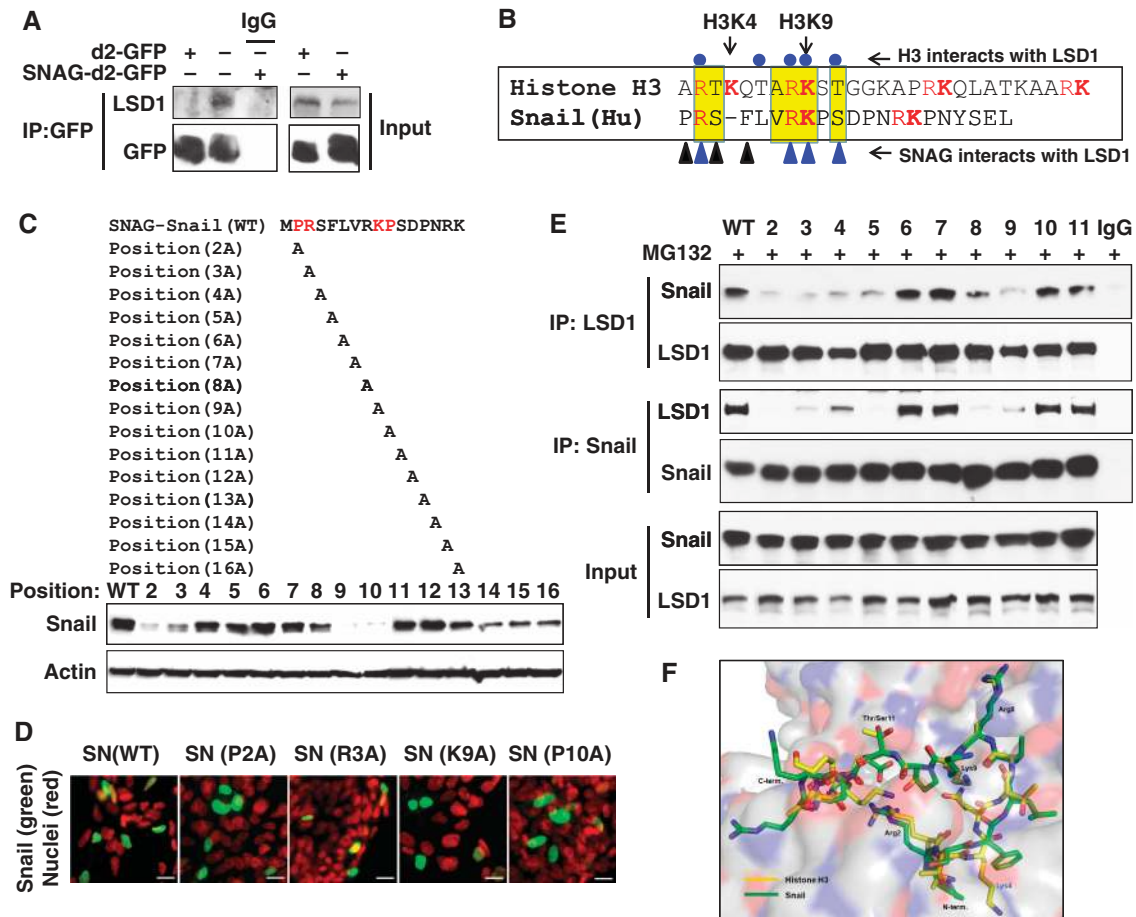 A
IgG
d2-GFP + – – + –
SNAG-d2-GFP – – + – +
IP:GFP
LSD1
GFP
Input
B
H3K4 H3K9
H3 interacts with LSD1
Histone H3 ARTKQTARKSTGGKAPRKQLATKAARK
Snail(Hu) PRS-FLVRKPSDPNRKPNYSEL
SNAG interacts with LSD1
C
SNAG-Snail(WT) MPRSFLVRKPSDPNRK
Position(2A) A
Position(3A) A
Position(4A) A
Position(5A) A
Position(6A) A
Position(7A) A
Position(8A) A
Position(9A) A
Position(10A) A
Position(11A) A
Position(12A) A
Position(13A) A
Position(14A) A
Position(15A) A
Position(16A) A
Position: WT 2 3 4 5 6 7 8 9 10 11 12 13 14 15 16
Snail
Actin
D
SN(WT) SN (P2A) SN (R3A) SN (K9A) SN (P10A)
Snail (green)
Nuclei (red)
E
WT 2 3 4 5 6 7 8 9 10 11 IgG
MG132 + + + + + + + + + + + +
IP: LSD1
Snail
LSD1
IP: Snail
LSD1
Snail
Input
Snail
LSD1
F
Arg8
Thr/Ser11
Lys9
C-term.
Arg2
Histone H3
Snail
N-term.
Lys4